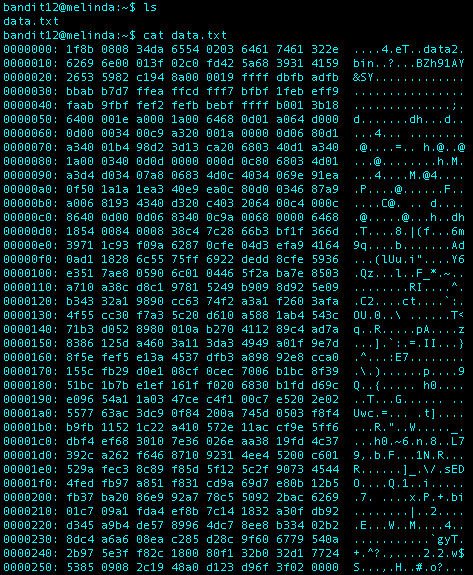 bandit12@melinda:~$ ls
data.txt
bandit12@melinda:~$ cat data.txt
0000000: 1f8b 0808 34da 6554 0203 6461 7461 322e  ....4.eT..data2.
0000010: 6269 6e00 013f 02c0 fd42 5a68 3931 4159  bin..?...BZh91AY
0000020: 2653 5982 c194 8a00 0019 ffff dbfb adfb  &SY.............
0000030: bbab b7d7 ffea ffcd fff7 bfbf 1feb eff9  ................
0000040: faab 9fbf fef2 fefb bebf ffff b001 3b18  ..............;.
0000050: 6400 001e a000 1a00 6468 0d01 a064 d000  d.......dh...d..
0000060: 0d00 0034 00c9 a320 001a 0000 0d06 80d1  ...4... ........
0000070: a340 01b4 98d2 3d13 ca20 6803 40d1 a340  .@....=.. h.@..@
0000080: 1a00 0340 0d0d 0000 000d 0c80 6803 4d01  ...@........h.M.
0000090: a3d4 d034 07a8 0683 4d0c 4034 069e 91ea  ...4....M.@4....
00000a0: 0f50 1a1a 1ea3 40e9 ea0c 80d0 0346 87a9  .P....@......F..
00000b0: a006 8193 4340 d320 c403 2064 00c4 000c  ....C@. .. d....
00000c0: 8640 0d00 0d06 8340 0c9a 0068 0000 6468  .@.....@...h..dh
00000d0: 1854 0084 0008 38c4 7c28 66b3 bf1f 366d  .T....8.|(f...6m
00000e0: 3971 1c93 f09a 6287 0cfe 04d3 efa9 4164  9q....b.......Ad
00000f0: 0ad1 1828 6c55 75ff 6922 dedd 8cfe 5936  ...(lUu.i"....Y6
0000100: e351 7ae8 0590 6c01 0446 5f2a ba7e 8503  .Qz...l..F_*.~..
0000110: a710 a38c d8c1 9781 5249 b909 8d92 5e09  ........RI....^.
0000120: b343 32a1 9890 cc63 74f2 a3a1 f260 3afa  .C2....ct....`:.
0000130: 4f55 cc30 f7a3 5c20 d610 a588 1ab4 543c  OU.0..\ ......T<
0000140: 71b3 d052 8980 010a b270 4112 89c4 ad7a  q..R.....pA....z
0000150: 8386 125d a460 3a11 3da3 4949 a01f 9e7d  ...].`:.=.II...}
0000160: 8f5e fef5 e13a 4537 dfb3 a898 92e8 cca0  .^...:E7........
0000170: 155c fb29 d0e1 08cf 0cec 7006 b1bc 8f39  .\.)......p....9
0000180: 51bc 1b7b e1ef 161f f020 6830 b1fd d69c  Q..{..... h0....
0000190: e096 54a1 1a03 47ce c4f1 00c7 e520 2e02  ..T...G...... ..
00001a0: 5577 63ac 3dc9 0f84 200a 745d 0503 f8f4  Uwc.=... .t]....
00001b0: b9fb 1152 1c22 a410 572e 11ac cf9e 5ff6  ...R."..W....._.
00001c0: dbf4 ef68 3010 7e36 026e aa38 19fd 4c37  ...h0.~6.n.8..L7
00001d0: 392c a262 f646 8710 9231 4ee4 5200 c601  9,.b.F...1N.R...
00001e0: 529a fec3 8c89 f85d 5f12 5c2f 9073 4544  R......]_.\/.sED
00001f0: 4fed fb97 a851 f831 cd9a 69d7 e80b 12b5  O....Q.1..i.....
0000200: fb37 ba20 86e9 92a7 78c5 5092 2bac 6269  .7. ....x.P.+.bi
0000210: 01c7 09a1 fda4 ef8b 7c14 1832 a30f db92  ........|..2....
0000220: d345 a9b4 de57 8996 4dc7 8ee8 b334 02b2  .E...W..M....4..
0000230: 8dc4 a6a6 08ea c285 d28c 9f60 6779 54ac  ...........`gyT.
0000240: 2b97 5e3f f82c 1800 80f1 32b0 32d1 7724  +.^?.,....2.2.w$
0000250: 5385 0908 2c19 48a0 d123 d96f 3f02 0000  S...,.H..#.o?...